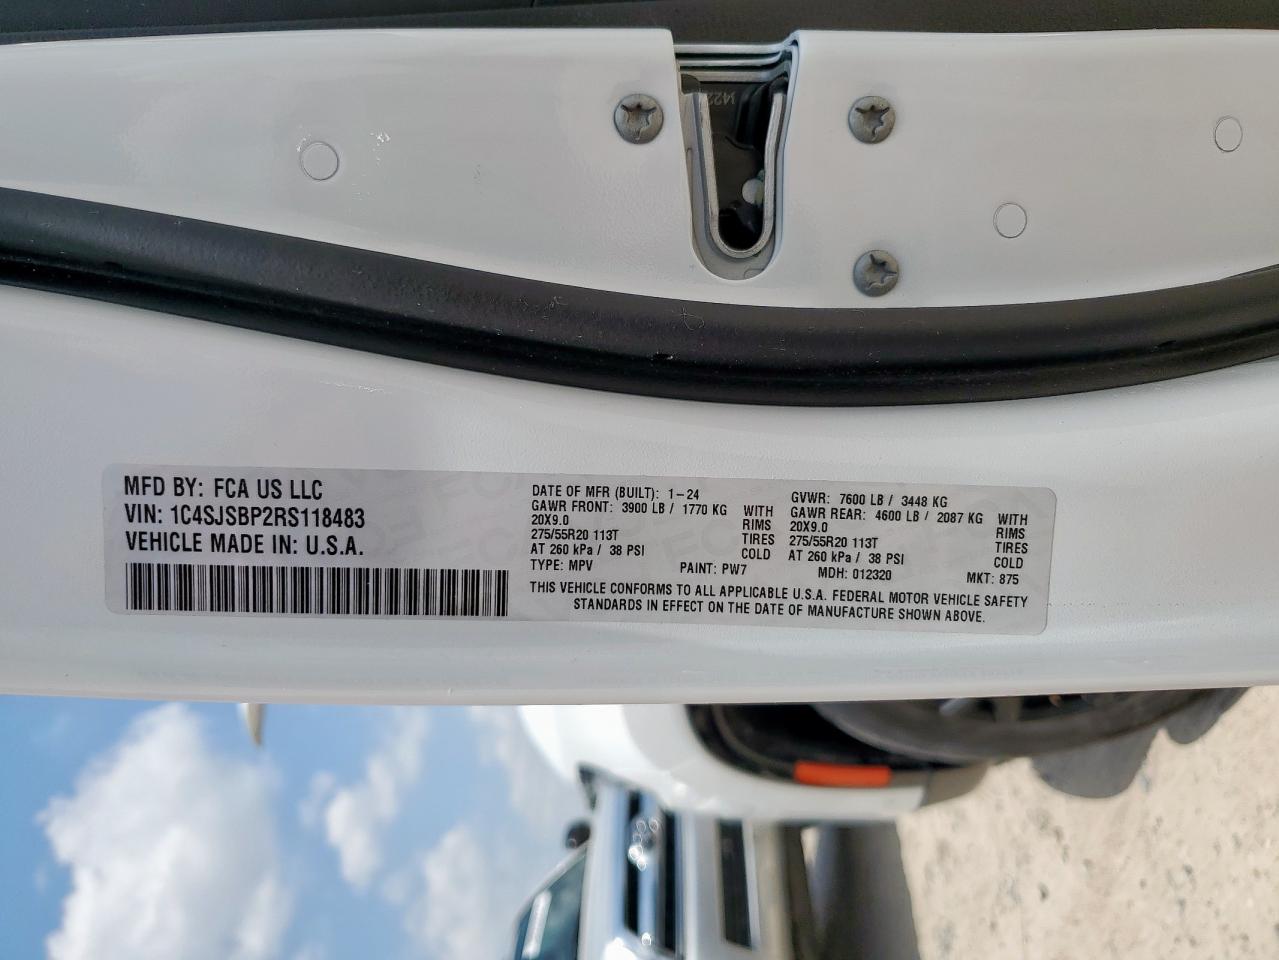 MFD BY: FCA US LLC
VIN: 1C4SJSBP2RS118483
VEHICLE MADE IN: U.S.A.
DATE OF MFR (BUILT): 1-24
GAWR FRONT: 3900 LB / 1770 KG WITH
20X9.0 RIMS
275/55R20 113T TIRES
AT 260 kPa / 38 PSI COLD
TYPE: MPV PAINT: PW7
GVWR: 7600 LB / 3448 KG
GAWR REAR: 4600 LB / 2087 KG WITH
20X9.0 RIMS
275/55R20 113T TIRES
AT 260 kPa / 38 PSI COLD
MDH: 012320 MKT: 875
THIS VEHICLE CONFORMS TO ALL APPLICABLE U.S.A. FEDERAL MOTOR VEHICLE SAFETY
STANDARDS IN EFFECT ON THE DATE OF MANUFACTURE SHOWN ABOVE.